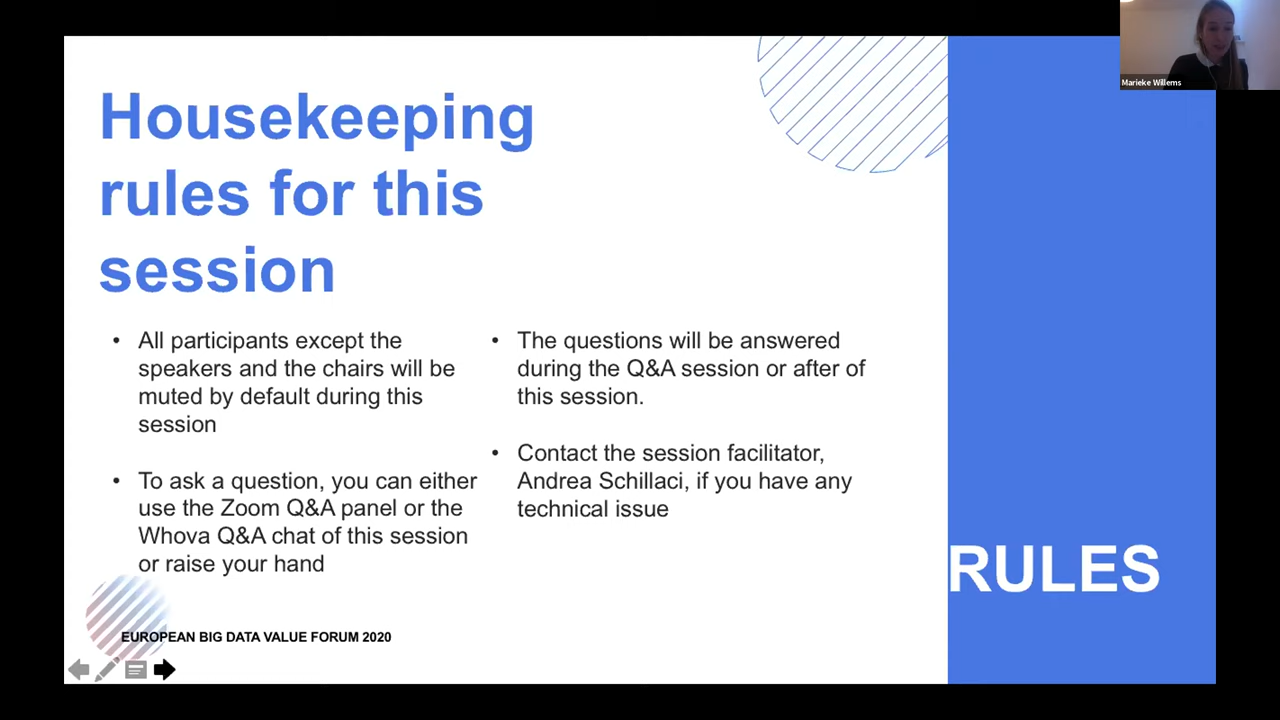 Marieke Willems
Housekeeping
rules for this
session
• All participants except the
speakers and the chairs will be
muted by default during this
session
• To ask a question, you can either
use the Zoom Q&A panel or the
Whova Q&A chat of this session
or raise your hand
• The questions will be answered
during the Q&A session or after of
this session.
• Contact the session facilitator,
Andrea Schillaci, if you have any
technical issue
RULES
EUROPEAN BIG DATA VALUE FORUM 2020